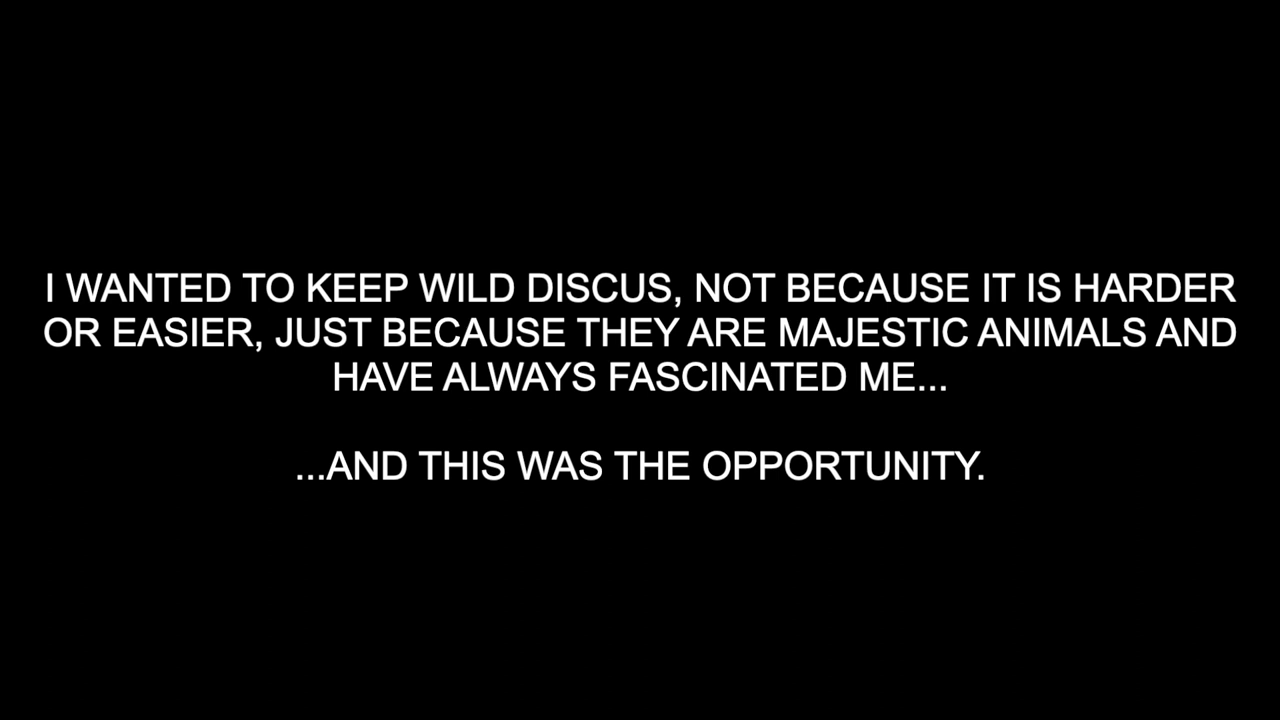 I WANTED TO KEEP WILD DISCUS, NOT BECAUSE IT IS HARDER
OR EASIER, JUST BECAUSE THEY ARE MAJESTIC ANIMALS AND
HAVE ALWAYS FASCINATED ME...
...AND THIS WAS THE OPPORTUNITY.